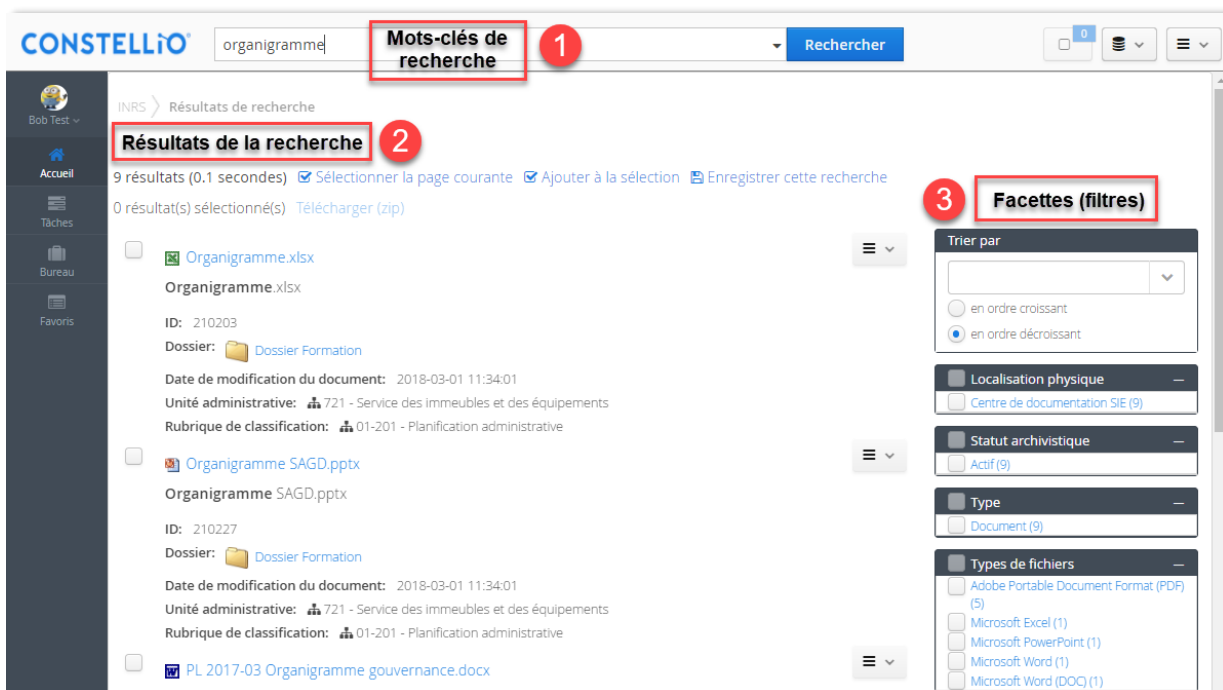 CONSTELLiO
organigramme
Mots-clés de
recherche
1
Rechercher
0
Bob Test
Accueil
Tâches
Bureau
Favoris
INRS
Résultats de recherche
Résultats de la recherche
2
9 résultats (0.1 secondes) Sélectionner la page courante Ajouter à la sélection Enregistrer cette recherche
0 résultat(s) sélectionné(s) Télécharger (zip)
Organigramme.xlsx
Organigramme.xlsx
ID: 210203
Dossier: Dossier Formation
Date de modification du document: 2018-03-01 11:34:01
Unité administrative: 721 - Service des immeubles et des équipements
Rubrique de classification: 01-201 - Planification administrative
Organigramme SAGD.pptx
Organigramme SAGD.pptx
ID: 210227
Dossier: Dossier Formation
Date de modification du document: 2018-03-01 11:34:01
Unité administrative: 721 - Service des immeubles et des équipements
Rubrique de classification: 01-201 - Planification administrative
PL 2017-03 Organigramme gouvernance.docx
3
Facettes (filtres)
Trier par
en ordre croissant
en ordre décroissant
Localisation physique
Centre de documentation SIE (9)
Statut archivistique
Actif (9)
Type
Document (9)
Types de fichiers
Adobe Portable Document Format (PDF)
(5)
Microsoft Excel (1)
Microsoft PowerPoint (1)
Microsoft Word (1)
Microsoft Word (DOC) (1)